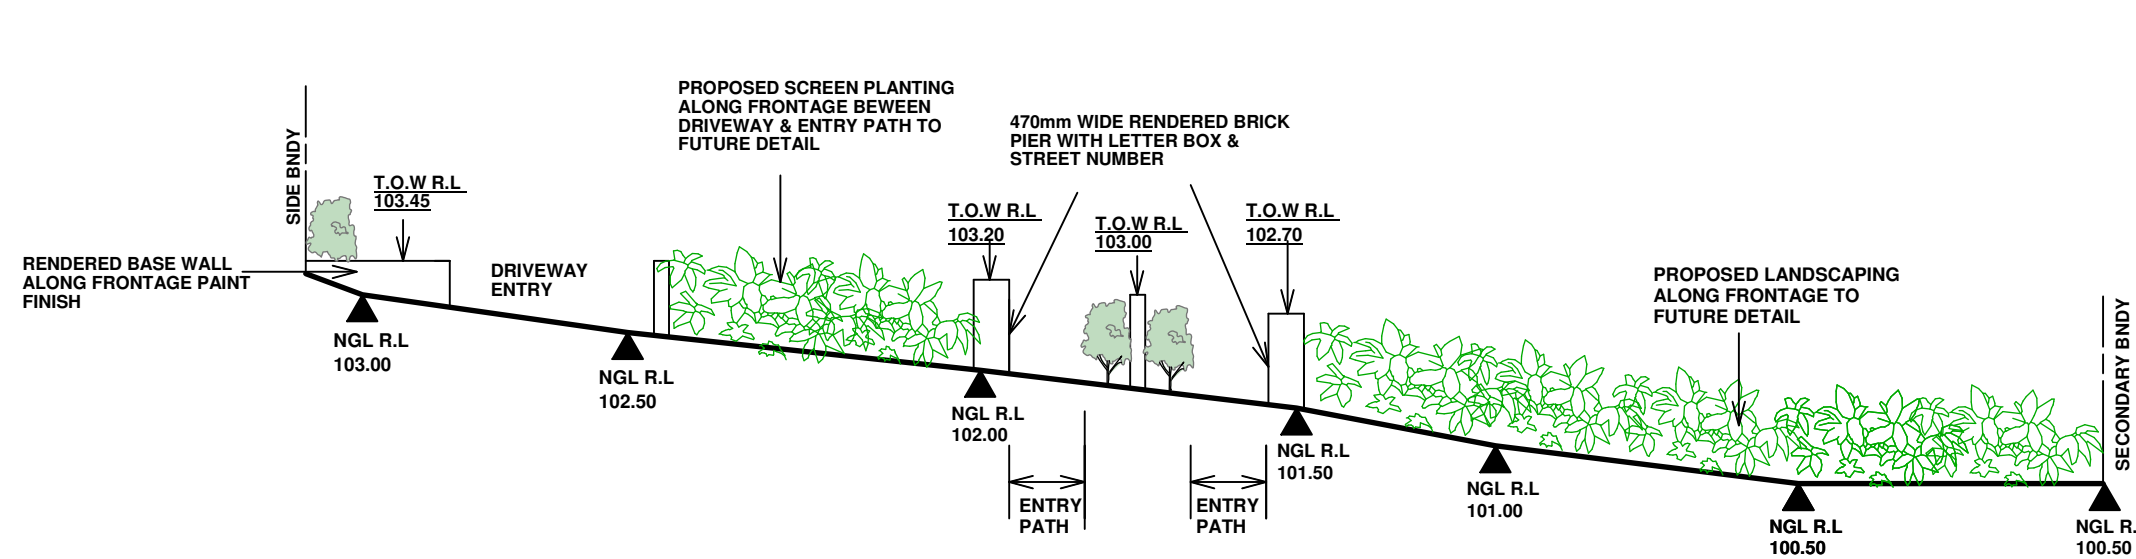 PROPOSED SCREEN PLANTING
ALONG FRONTAGE BEWEEN
DRIVEWAY & ENTRY PATH TO
FUTURE DETAIL
470mm WIDE RENDERED BRICK
PIER WITH LETTER BOX &
STREET NUMBER
SIDE BNDY
T.O.W R.L
103.45
T.O.W R.L
103.20
T.O.W R.L
103.00
T.O.W R.L
102.70
RENDERED BASE WALL
ALONG FRONTAGE PAINT
FINISH
DRIVEWAY
ENTRY
PROPOSED LANDSCAPING
ALONG FRONTAGE TO
FUTURE DETAIL
SECONDARY BNDY
NGL R.L
103.00
NGL R.L
102.50
NGL R.L
102.00
NGL R.L
101.50
NGL R.L
101.00
ENTRY
PATH
ENTRY
PATH
NGL R.L
100.50
NGL R.
100.50